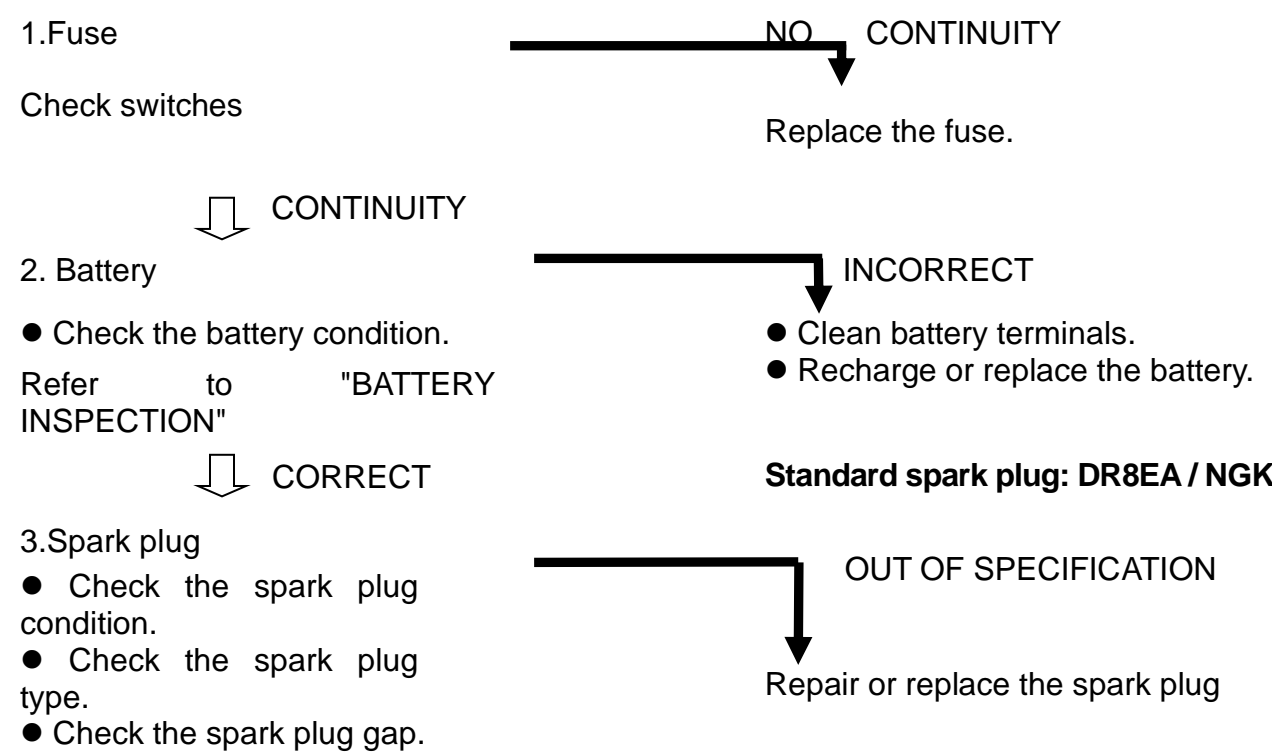 1.Fuse
NO CONTINUITY
Check switches
Replace the fuse.
CONTINUITY
2. Battery
INCORRECT
● Check the battery condition.
● Clean battery terminals.
Refer to "BATTERY
INSPECTION"
● Recharge or replace the battery.
CORRECT
Standard spark plug: DR8EA / NGK
3.Spark plug
OUT OF SPECIFICATION
● Check the spark plug
condition.
● Check the spark plug
type.
● Check the spark plug gap.
Repair or replace the spark plug